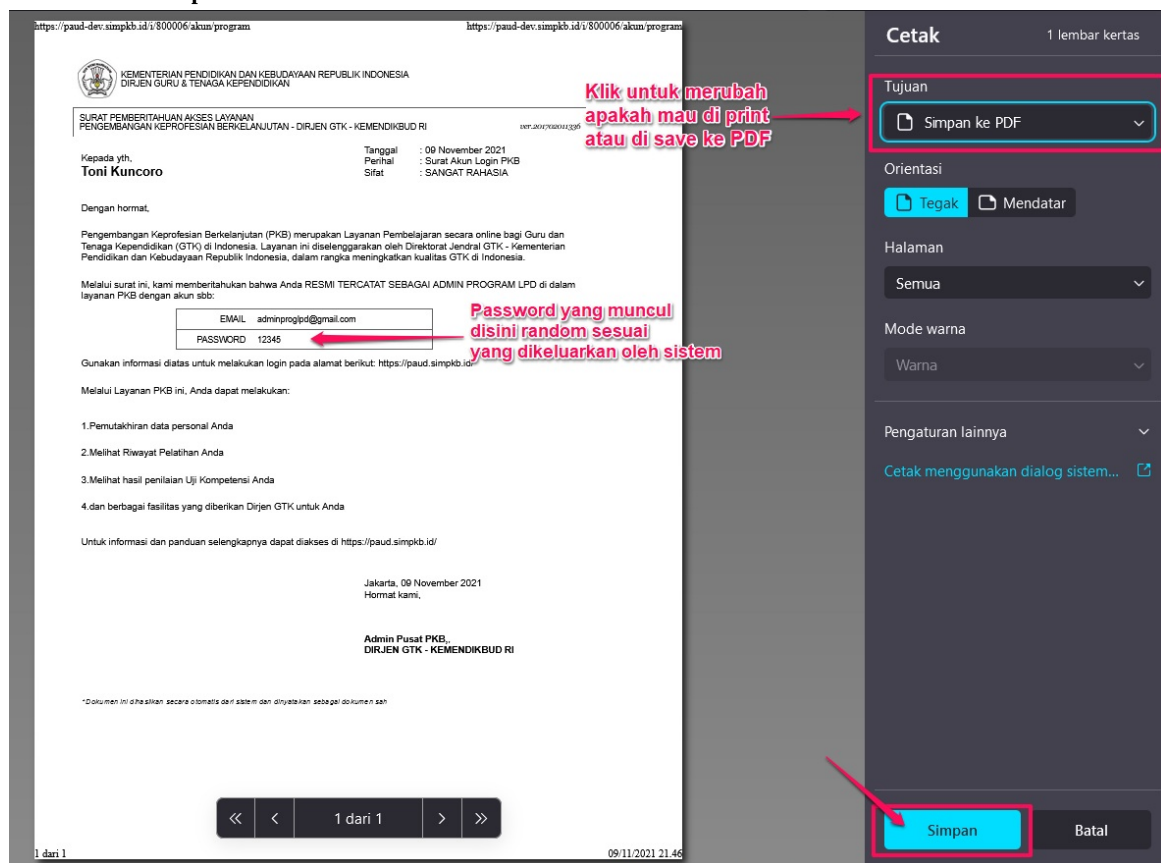 https://paud-dev.simpkb.id/i/800006/akun/program
https://paud-dev.simpkb.id/i/800006/akun/program
KEMENTERIAN PENDIDIKAN DAN KEBUDAYAAN REPUBLIK INDONESIA
DIRJEN GURU & TENAGA KEPENDIDIKAN
SURAT PEMBERITAHUAN AKSES LAYANAN
PENGEMBANGAN KEPROFESIAN BERKELANJUTAN - DIRJEN GTK - KEMENDIKBUD RI
ver.201702011336
Kepada yth,
Toni Kuncoro
Tanggal : 09 November 2021
Perihal : Surat Akun Login PKB
Sifat : SANGAT RAHASIA
Dengan hormat,
Pengembangan Keprofesian Berkelanjutan (PKB) merupakan Layanan Pembelajaran secara online bagi Guru dan
Tenaga Kependidikan (GTK) di Indonesia. Layanan ini diselenggarakan oleh Direktorat Jendral GTK - Kementerian
Pendidikan dan Kebudayaan Republik Indonesia, dalam rangka meningkatkan kualitas GTK di Indonesia.
Melalui surat ini, kami memberitahukan bahwa Anda RESMI TERCATAT SEBAGAI ADMIN PROGRAM LPD di dalam
layanan PKB dengan akun sbb:
EMAIL adminproglpd@gmail.com
PASSWORD 12345
Gunakan informasi diatas untuk melakukan login pada alamat berikut: https://paud.simpkb.id/
Melalui Layanan PKB ini, Anda dapat melakukan:
1.Pemutakhiran data personal Anda
2.Melihat Riwayat Pelatihan Anda
3.Melihat hasil penilaian Uji Kompetensi Anda
4.dan berbagai fasilitas yang diberikan Dirjen GTK untuk Anda
Untuk informasi dan panduan selengkapnya dapat diakses di https://paud.simpkb.id/
Jakarta, 09 November 2021
Hormat kami,
Admin Pusat PKB,,
DIRJEN GTK - KEMENDIKBUD RI
*Dokumen ini dihasilkan secara otomatis dari sistem dan dinyatakan sebagai dokumen sah
1 dari 1
1 dari 1
09/11/2021 21.46
Klik untuk merubah
apakah mau di print
atau di save ke PDF
Password yang muncul
disini random sesuai
yang dikeluarkan oleh sistem
Cetak
1 lembar kertas
Tujuan
Simpan ke PDF
Orientasi
Tegak
Mendatar
Halaman
Semua
Mode warna
Warna
Pengaturan lainnya
Cetak menggunakan dialog sistem...
Simpan
Batal